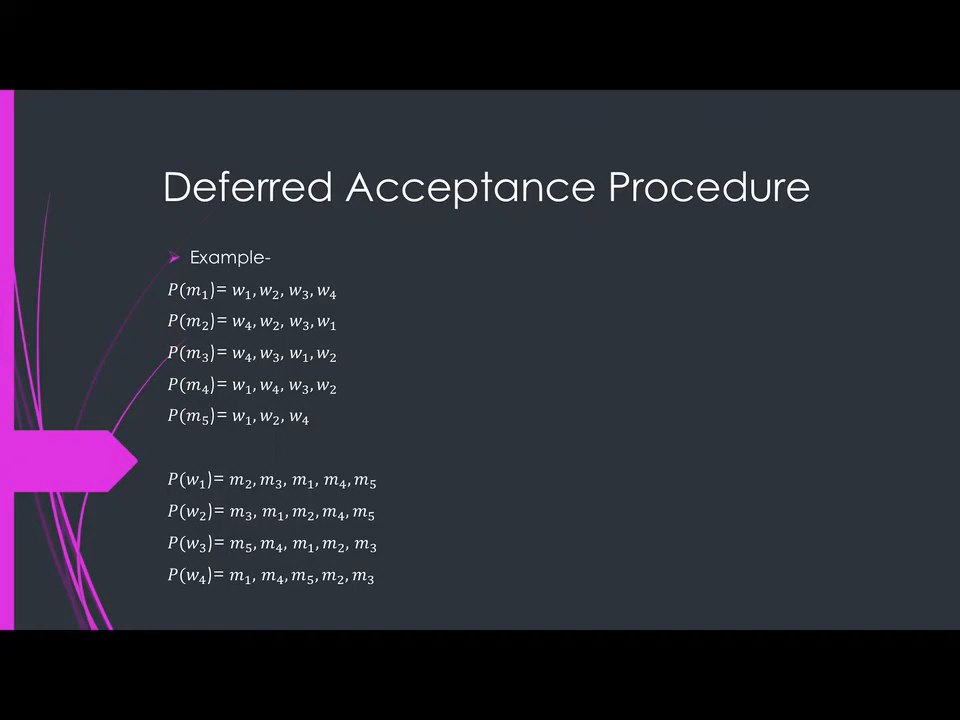 Deferred Acceptance Procedure
Example-
P(m₁)= w₁, w₂, w₃, w₄
P(m₂)= w₄, w₂, w₃, w₁
P(m₃)= w₄, w₃, w₁, w₂
P(m₄)= w₁, w₄, w₃, w₂
P(m₅)= w₁, w₂, w₄
P(w₁)= m₂, m₃, m₁, m₄, m₅
P(w₂)= m₃, m₁, m₂, m₄, m₅
P(w₃)= m₅, m₄, m₁, m₂, m₃
P(w₄)= m₁, m₄, m₅, m₂, m₃